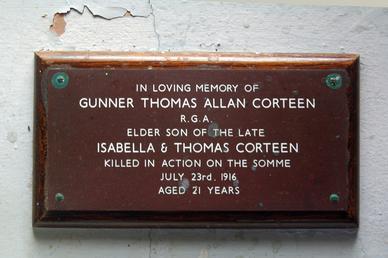 IN LOVING MEMORY OF
GUNNER THOMAS ALLAN CORTEEN
R.G.A.
ELDER SON OF THE LATE
ISABELLA & THOMAS CORTEEN
KILLED IN ACTION ON THE SOMME
JULY 23rd. 1916
AGED 21 YEARS